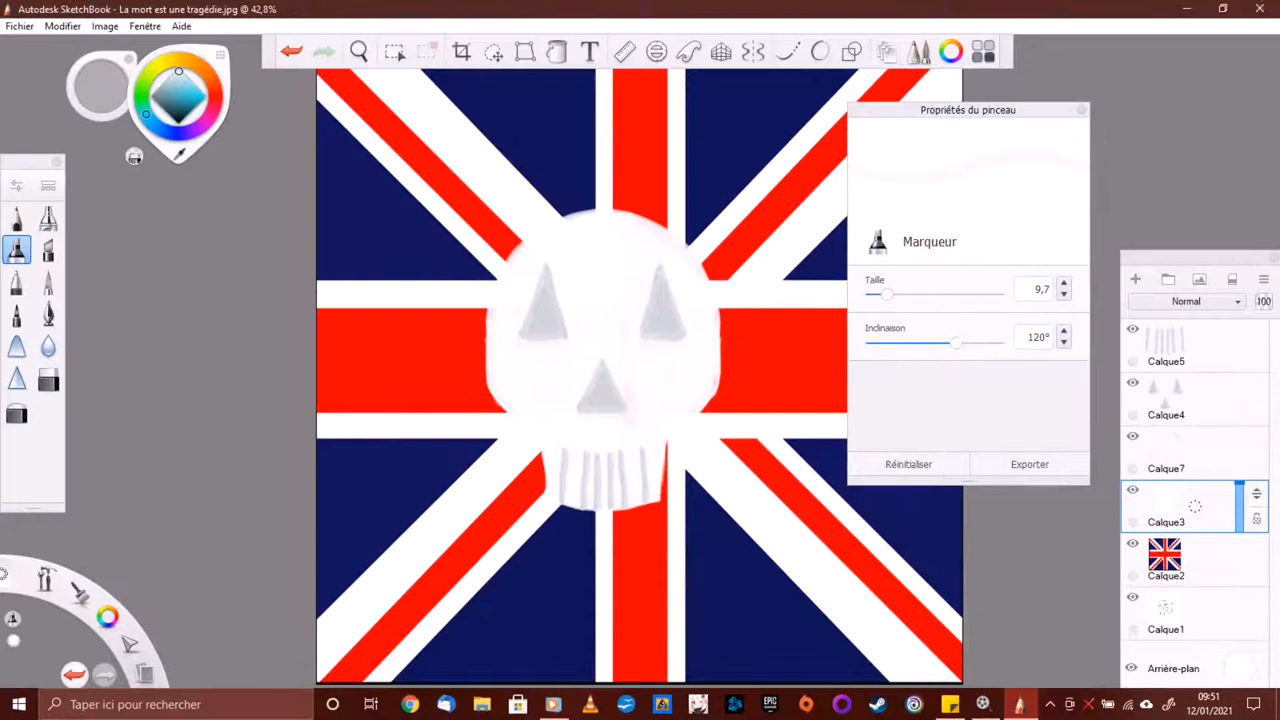 Autodesk SketchBook - La mort est une tragédie.jpg @ 42,8%
Fichier Modifier Image Fenêtre Aide
Propriétés du pinceau
Marqueur
Taille
9,7
Inclinaison
120°
Réinitialiser Exporter
Normal 100
Calque5
Calque4
Calque7
Calque3
Calque2
Calque1
Arrière-plan
Taper ici pour rechercher
EPIC
09:51
12/01/2021